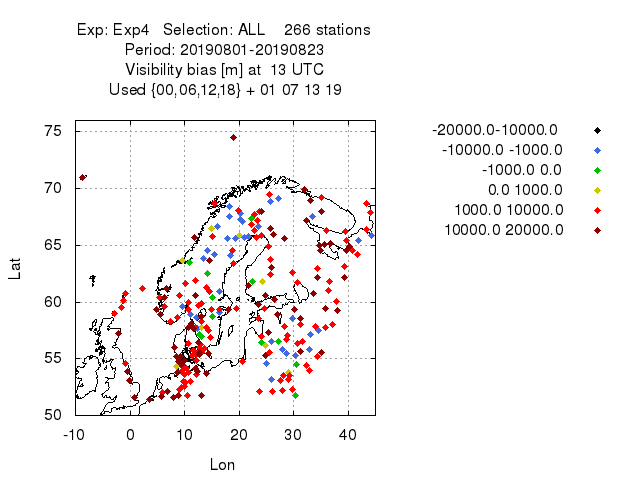 Exp: Exp4 Selection: ALL 266 stations
Period: 20190801-20190823
Visibility bias [m] at 13 UTC
Used {00,06,12,18} + 01 07 13 19
-20000.0-10000.0
-10000.0 -1000.0
-1000.0 0.0
0.0 1000.0
1000.0 10000.0
10000.0 20000.0
75
70
65
60
55
50
Lat
-10 0 10 20 30 40
Lon